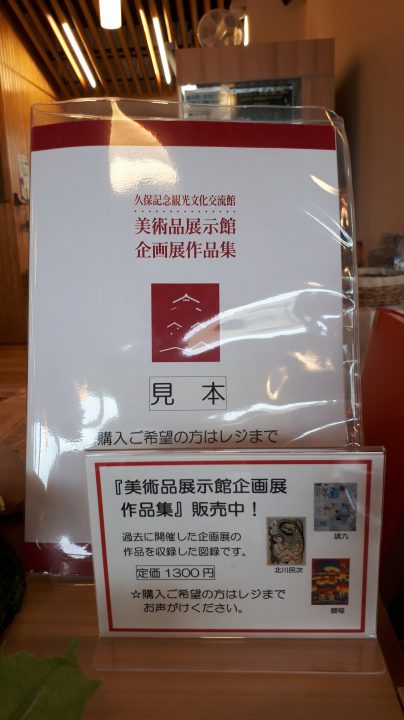 久保記念観光文化交流館
美術品展示館
企画展作品集
見本
購入ご希望の方はレジまで
『美術品展示館企画展
作品集』販売中!
過去に開催した企画展の
作品を収録した図録です。
定価1300円
☆購入ご希望の方はレジまで
お声がけください。
瑛九
北川民次